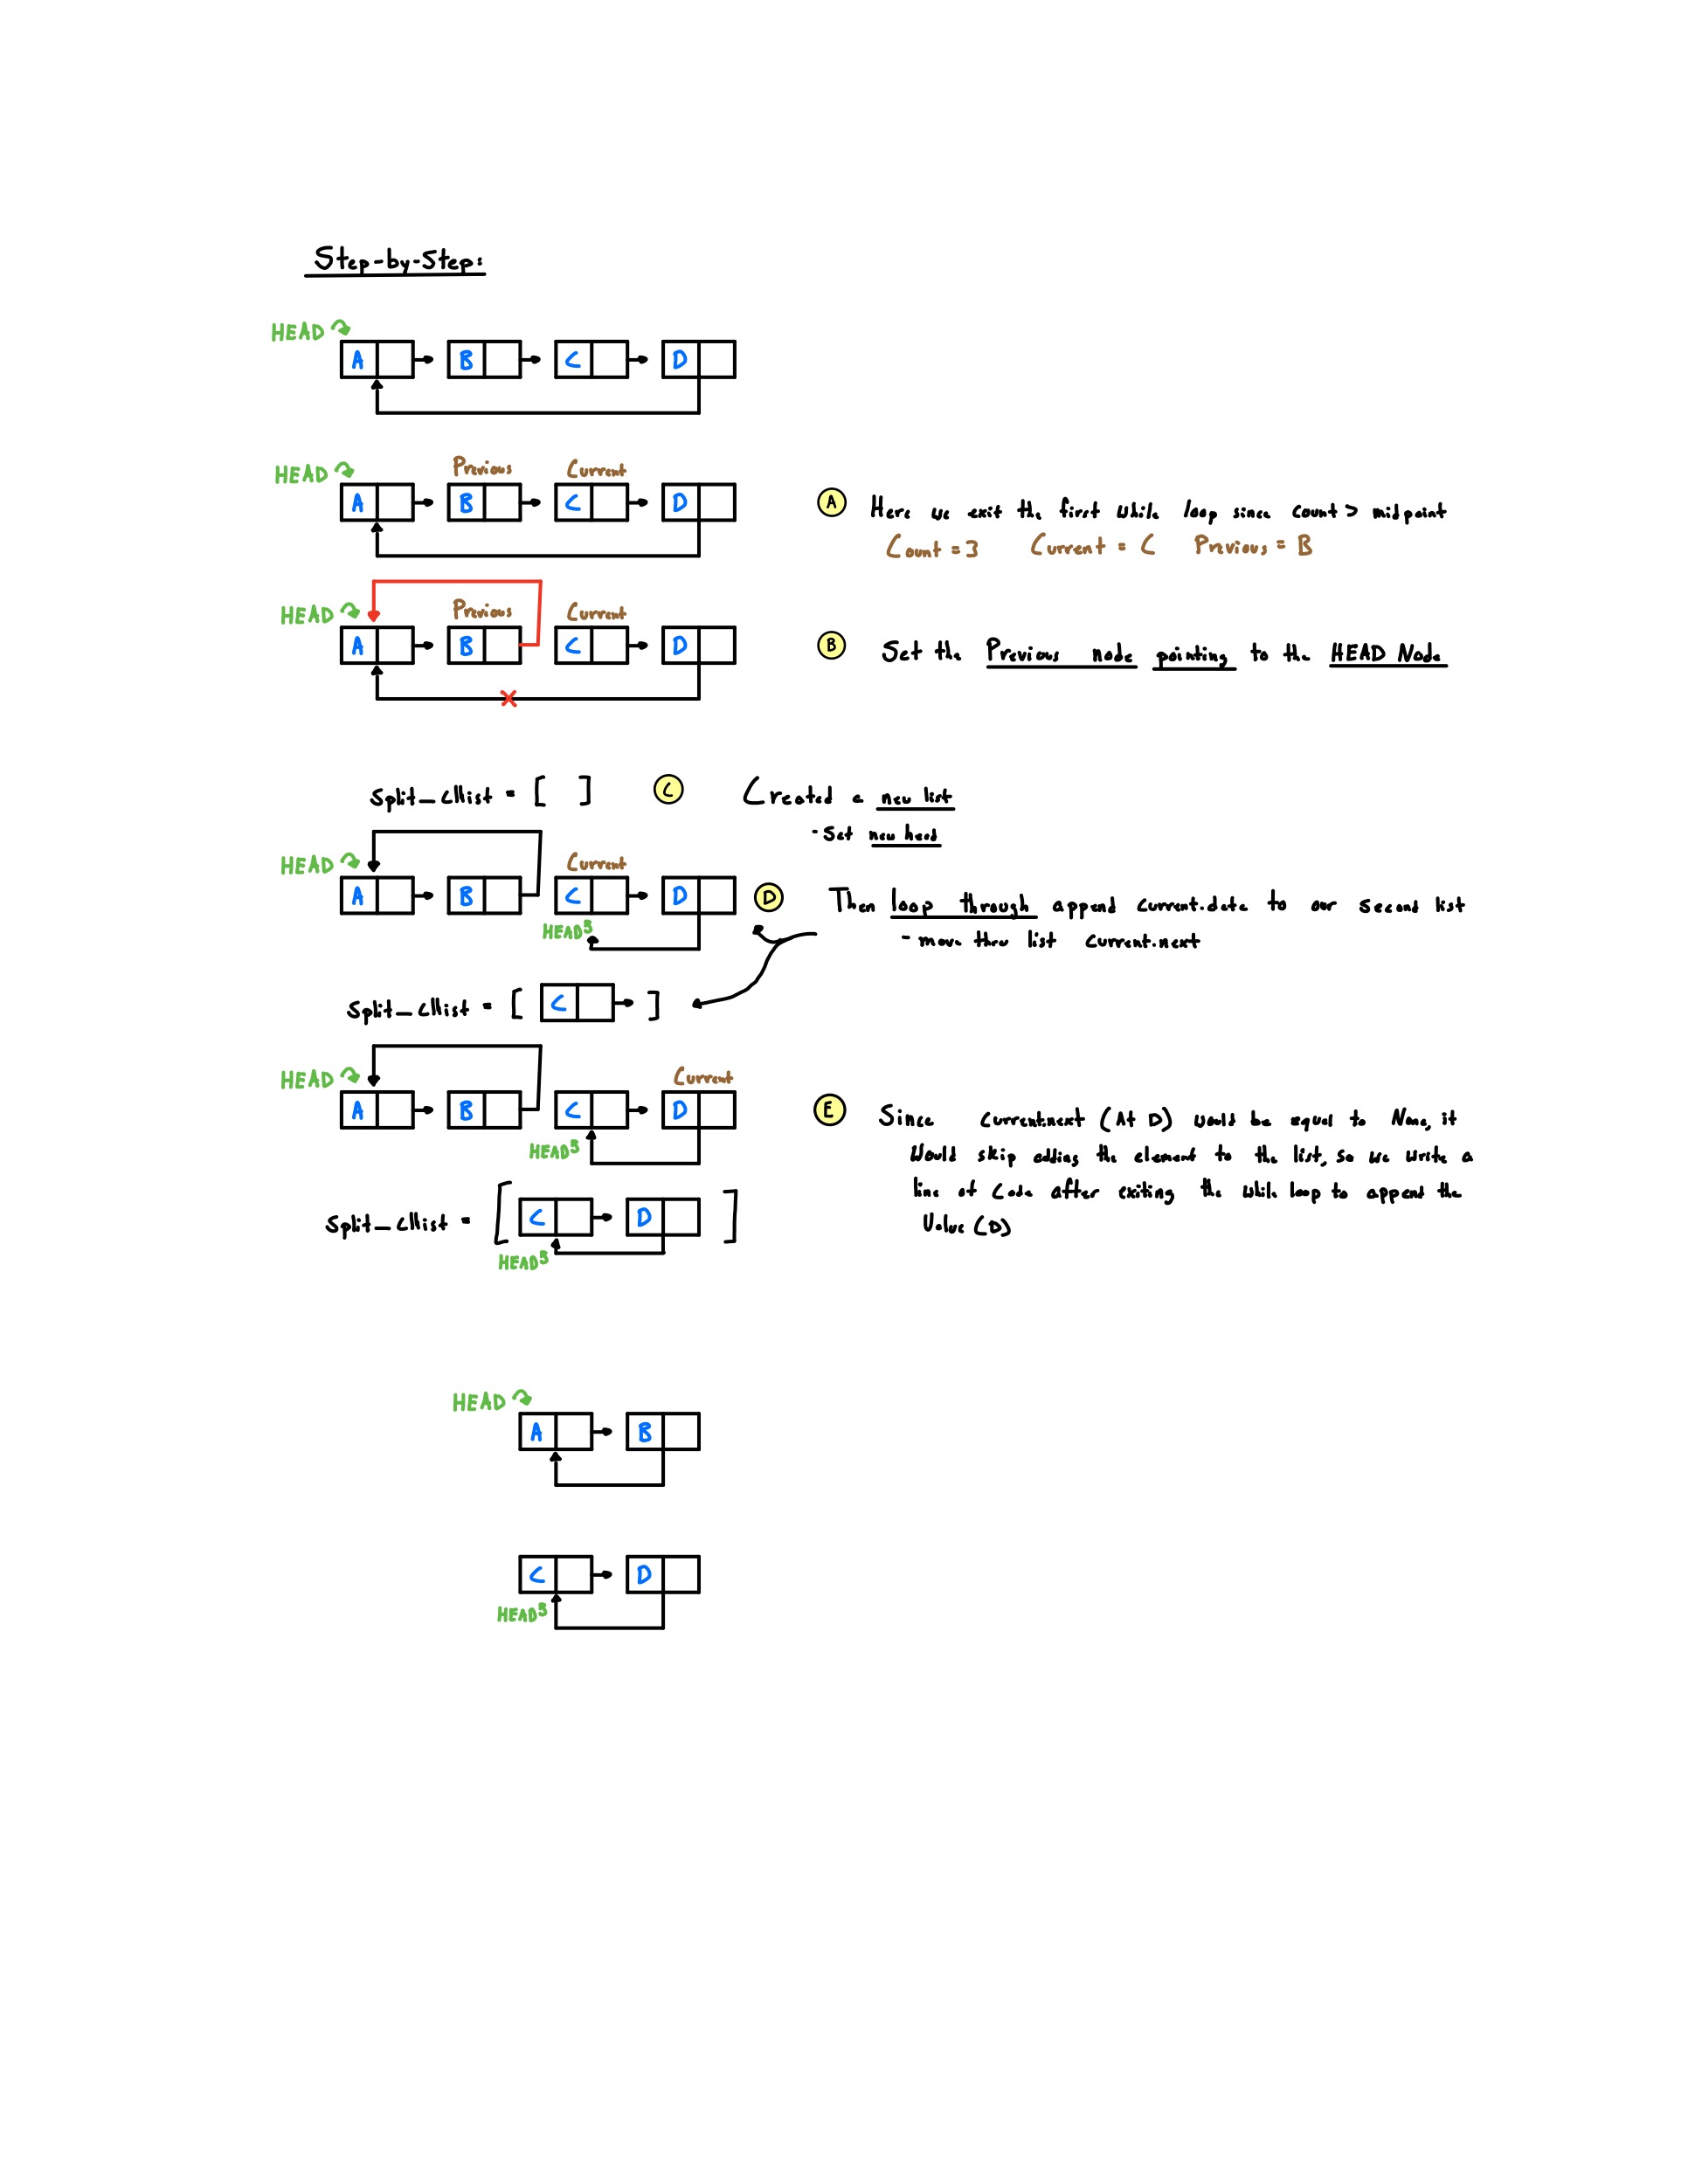 Step-by-Step:
HEAD
A B C D
HEAD Previous Current
A B C D
A Here we exit the first while loop since count > midpoint
Count = 3 Current = C Previous = B
HEAD Previous Current
A B C D
B Set the Previous node pointing to the HEAD Node
Split_cllist = [ ] C Created a new list
- Set new head
HEAD Current
A B C D
D Then loop through append current.data to our second list
HEADS
- move thru list current.next
Split_cllist = [ C ]
HEAD Current
A B C D
E Since current.next (At D) would be equal to None, it
HEADS
would skip adding the element to the list, so we write a
line of code after exiting the while loop to append the
Split_cllist = [ C D ]
Value (D)
HEADS
HEAD
A B
C D
HEADS